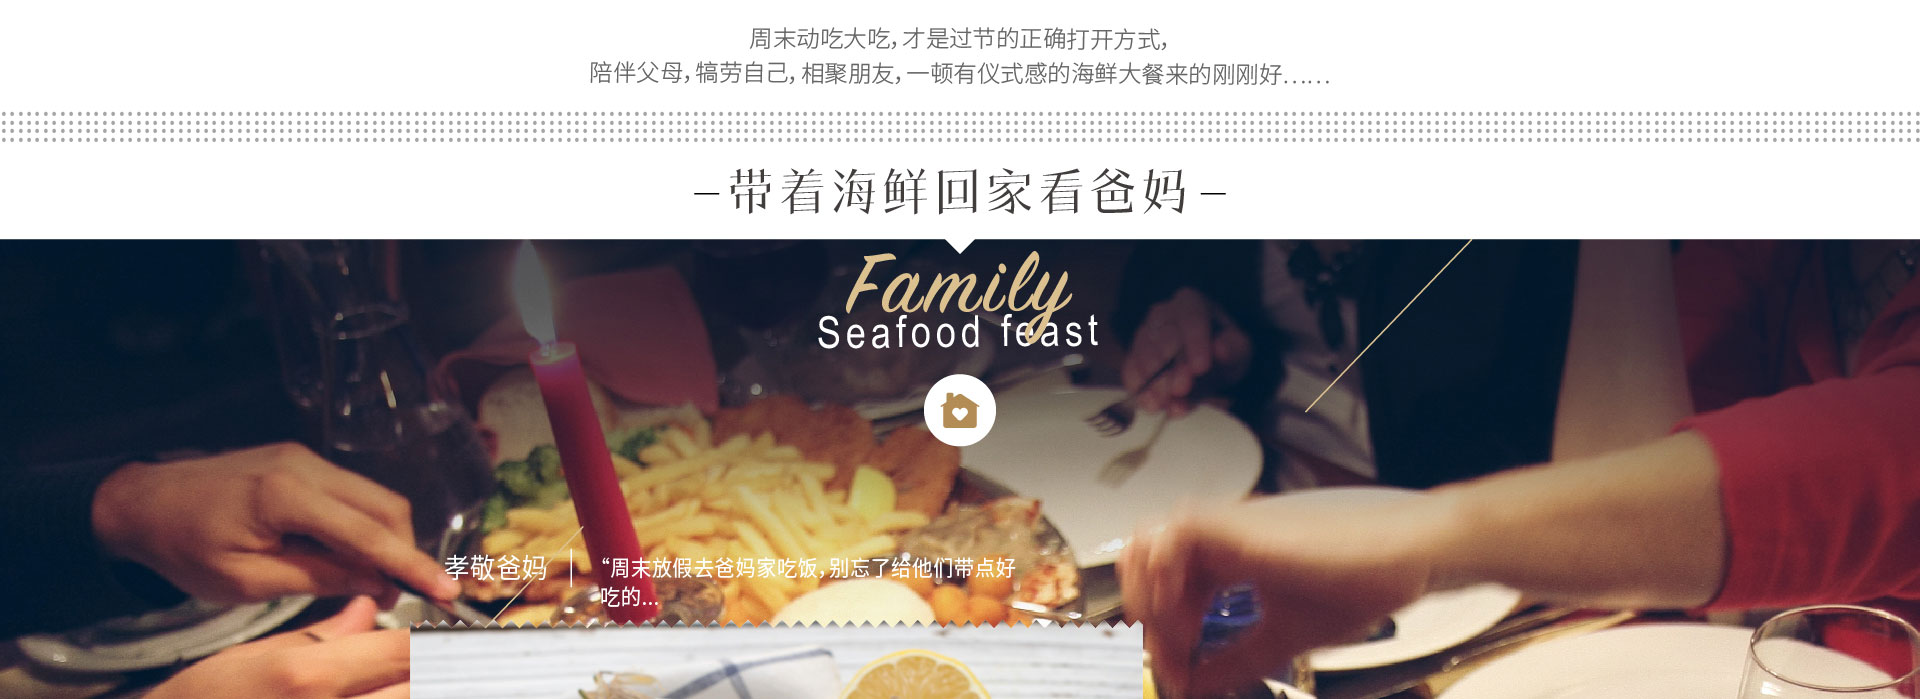 周末动吃大吃，才是过节的正确打开方式，
陪伴父母，犒劳自己，相聚朋友，一顿有仪式感的海鲜大餐来的刚刚好……
–带着海鲜回家看爸妈–
Family
Seafood feast
孝敬爸妈
“周末放假去爸妈家吃饭，别忘了给他们带点好
吃的...